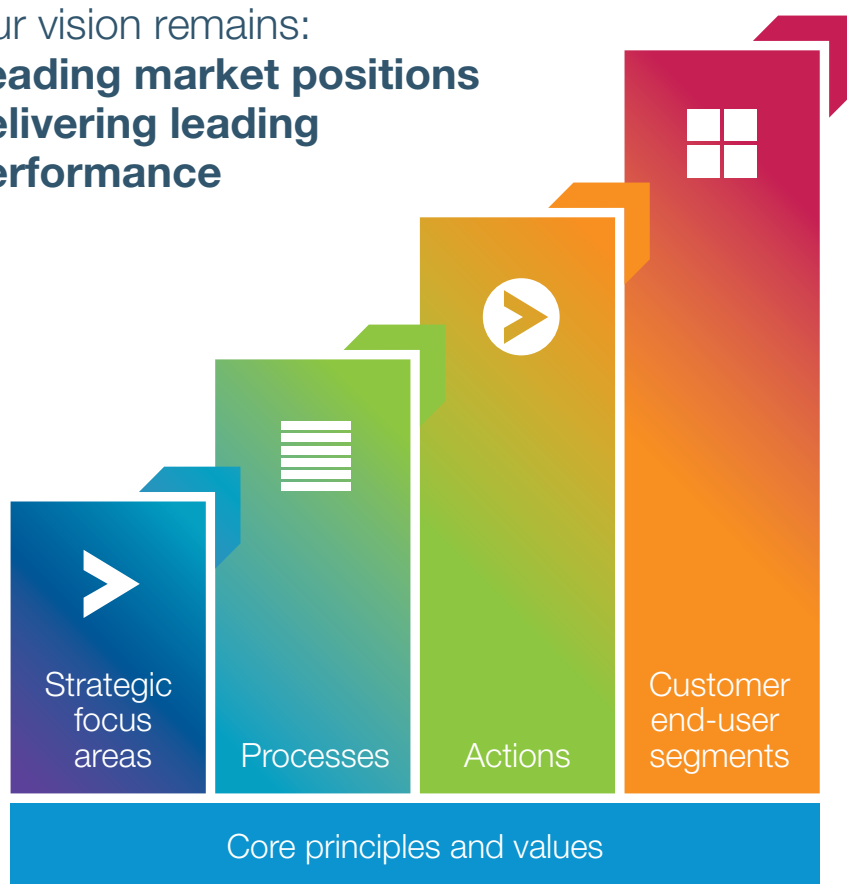 ur vision remains:
eading market positions
elivering leading
erformance
Strategic
focus
areas
Processes
Actions
Customer
end-user
segments
Core principles and values